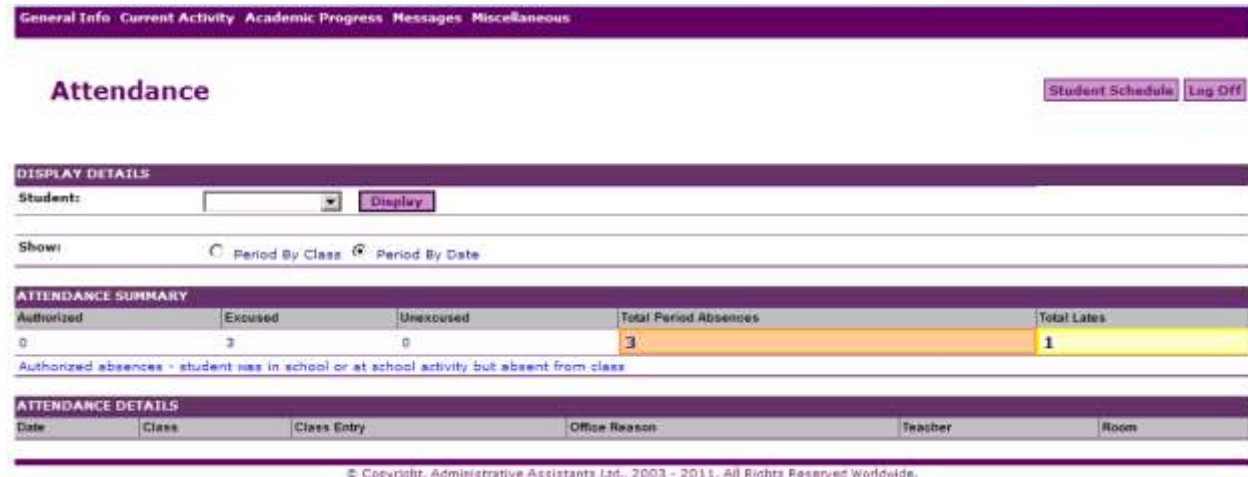 General Info Current Activity Academic Progress Messages Miscellaneous
Attendance
Student Schedule Log Off
DISPLAY DETAILS
Student: Display
Show: Period By Class Period By Date
ATTENDANCE SUMMARY
Authorized Excused Unexcused Total Period Absences Total Lates
0 3 0 3 1
Authorized absences - student was in school or at school activity but absent from class
ATTENDANCE DETAILS
Date Class Class Entry Office Reason Teacher Room
© Copyright, Administrative Assistants Ltd., 2003 - 2011. All Rights Reserved Worldwide.